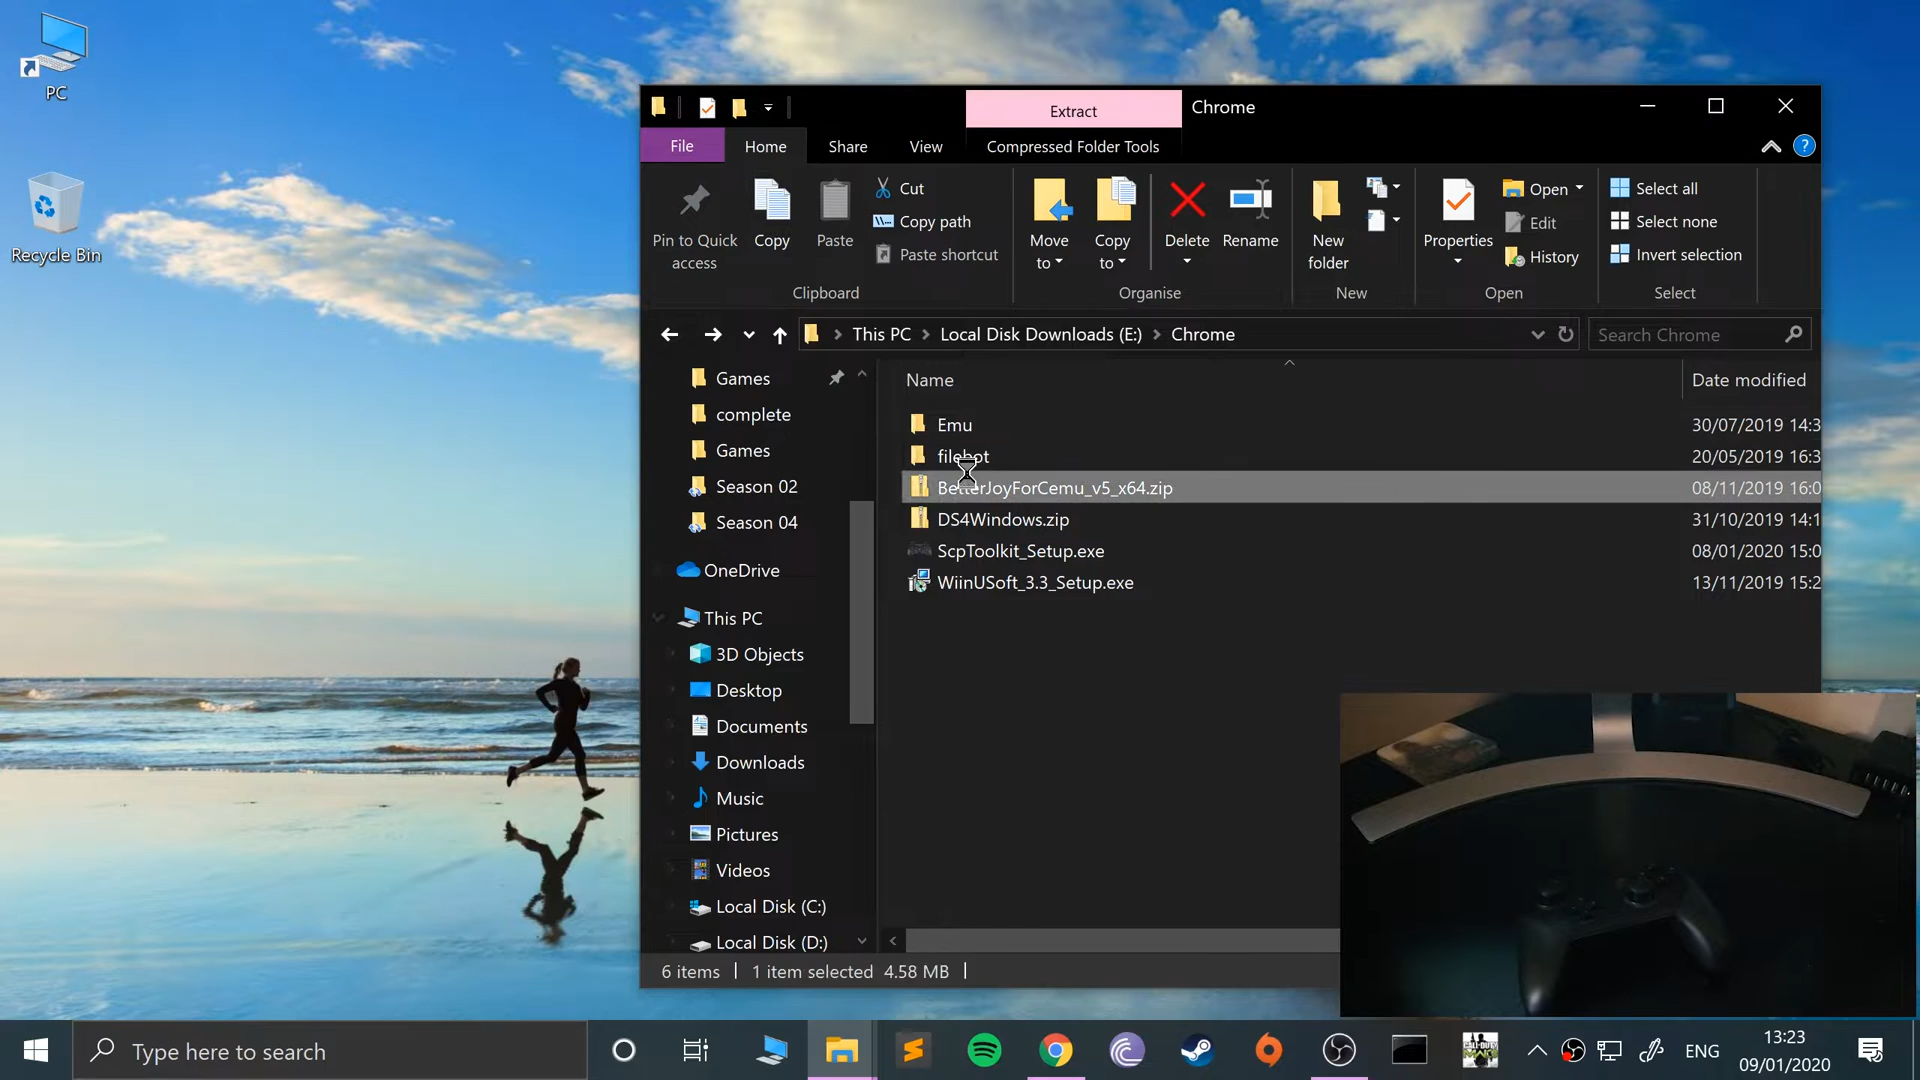 PC
Recycle Bin
Extract
Chrome
File
Home
Share
View
Compressed Folder Tools
Pin to Quick access
Copy
Paste
Cut
Copy path
Paste shortcut
Clipboard
Move to
Copy to
Delete
Rename
Organise
New folder
New
Properties
Open
Edit
History
Open
Select all
Select none
Invert selection
Select
This PC
Local Disk Downloads (E:)
Chrome
Search Chrome
Games
complete
Games
Season 02
Season 04
OneDrive
This PC
3D Objects
Desktop
Documents
Downloads
Music
Pictures
Videos
Local Disk (C:)
Local Disk (D:)
Name
Date modified
Emu 30/07/2019 14:3
filebot 20/05/2019 16:3
BetterJoyForCemu_v5_x64.zip 08/11/2019 16:0
DS4Windows.zip 31/10/2019 14:1
ScpToolkit_Setup.exe 08/01/2020 15:0
WiinUSoft_3.3_Setup.exe 13/11/2019 15:2
6 items
1 item selected 4.58 MB
Type here to search
ENG
13:23
09/01/2020